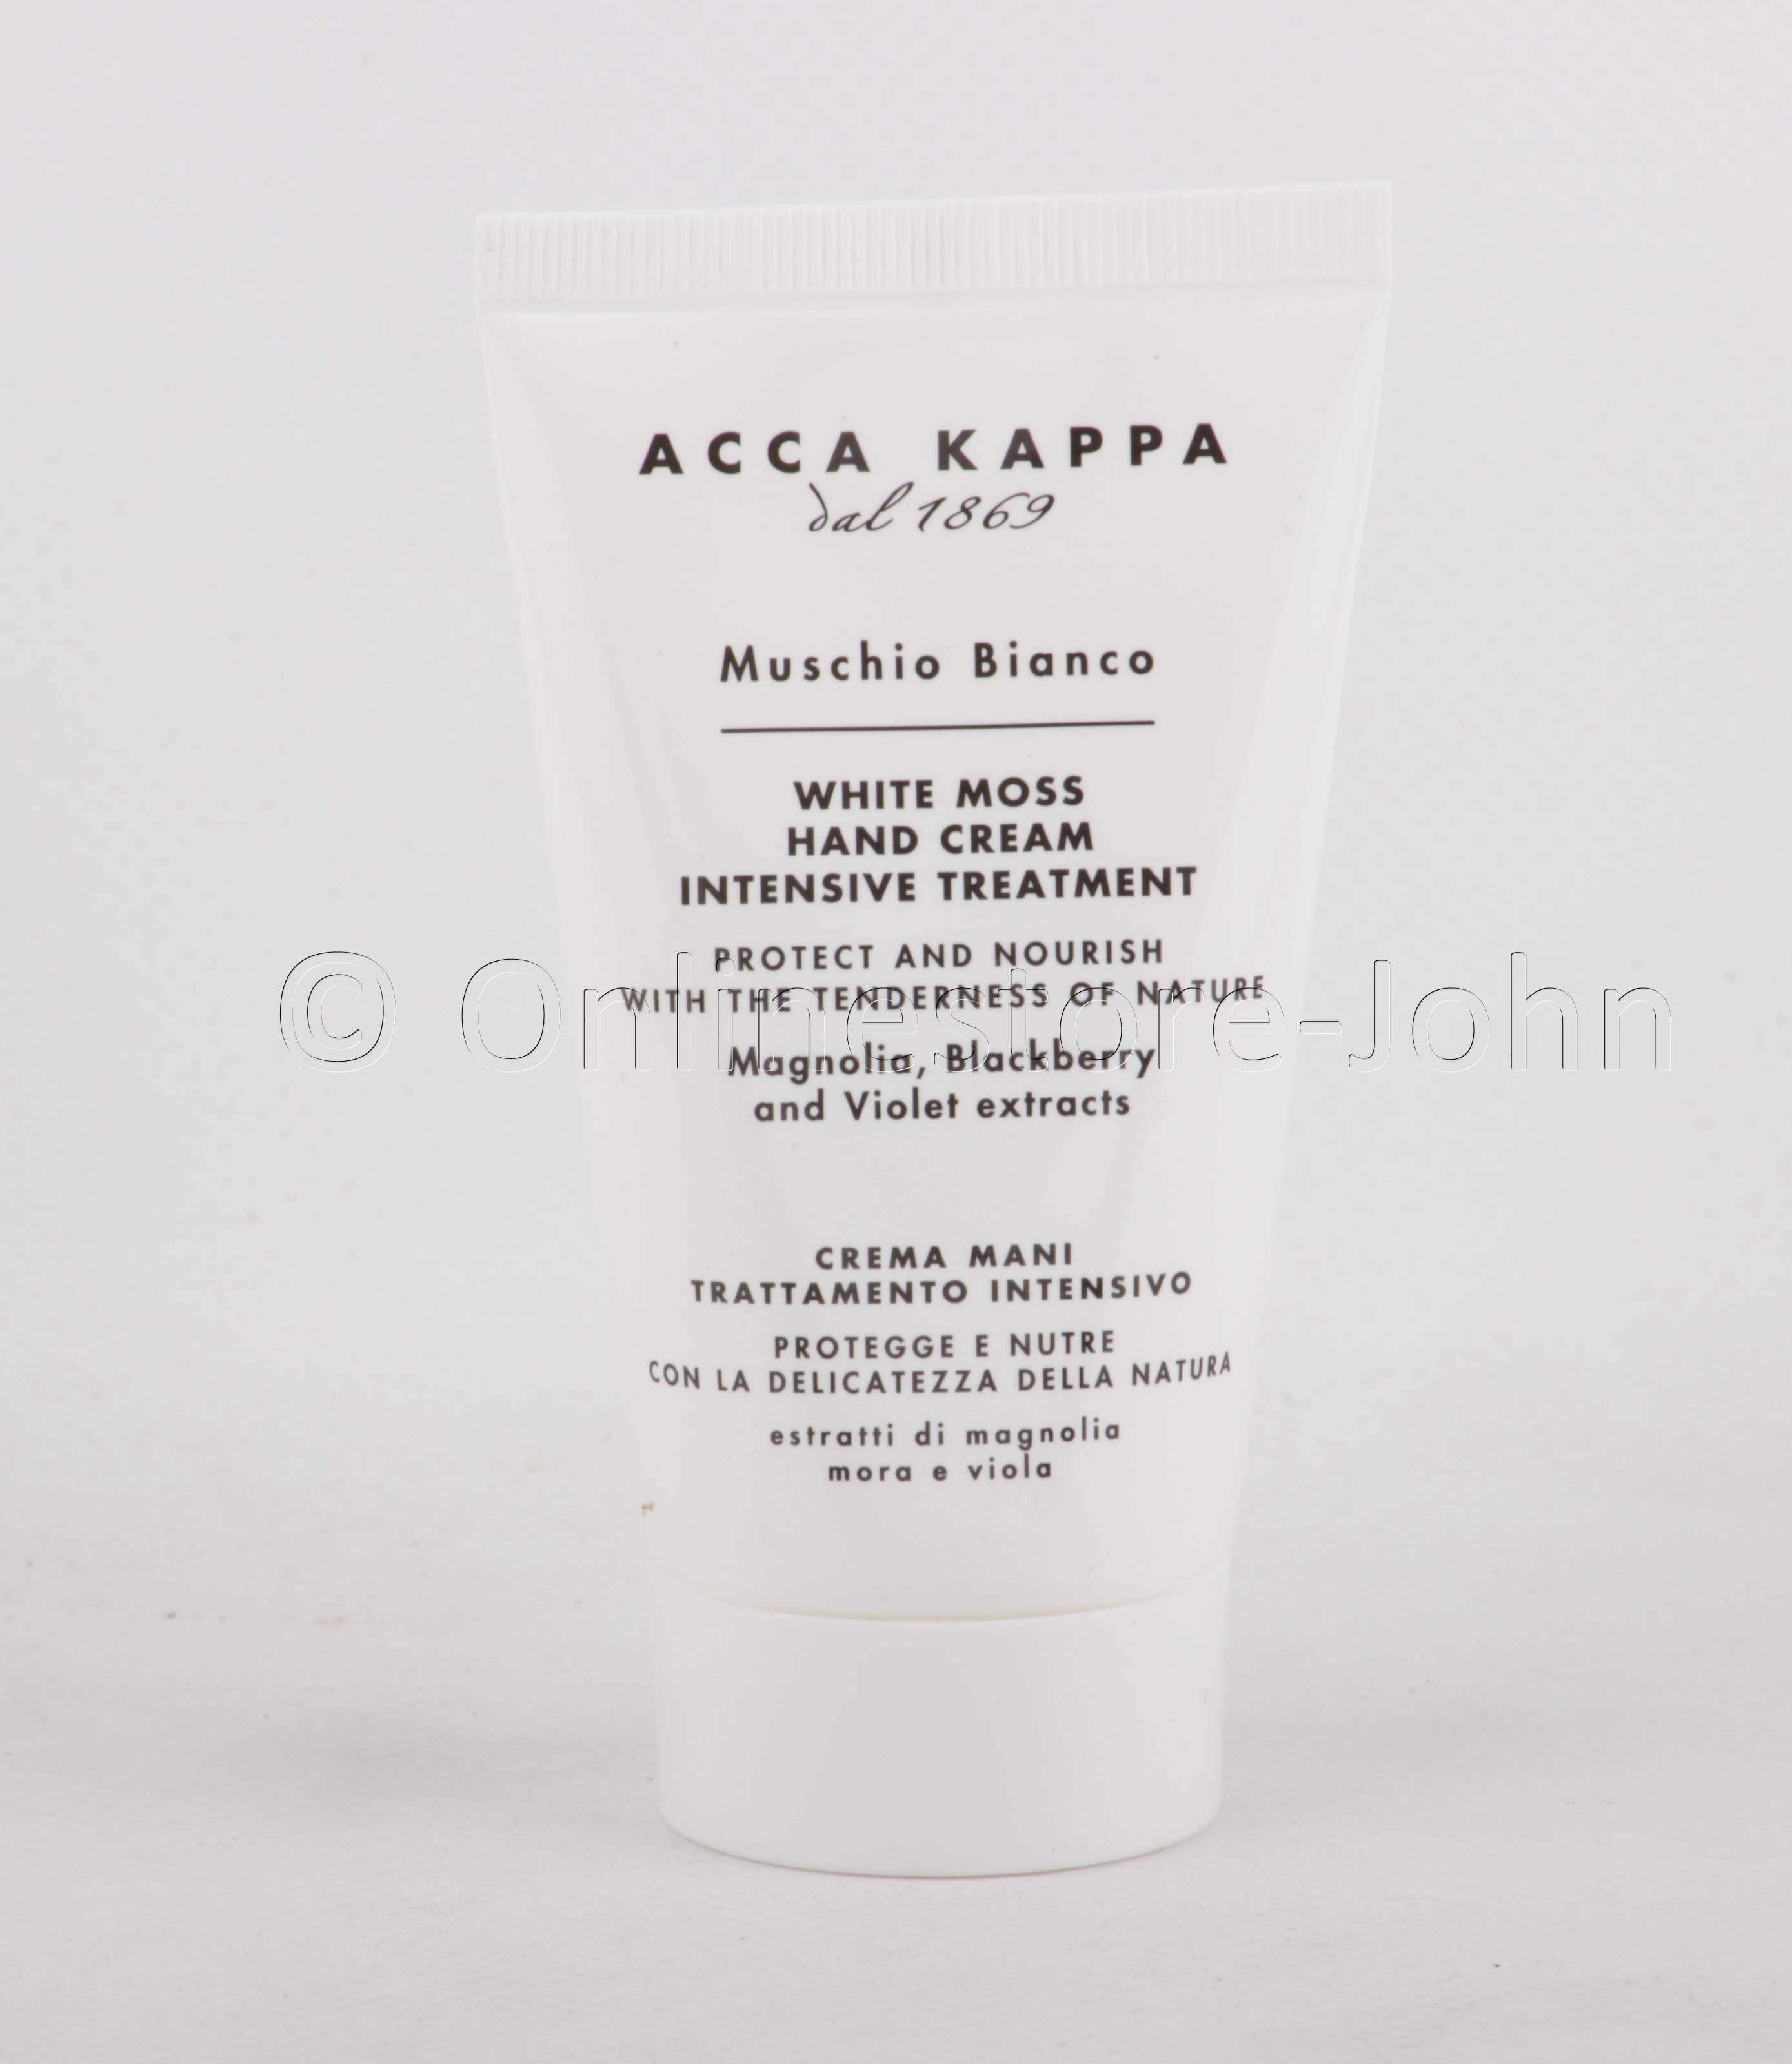 ACCA KAPPA
dal 1869
Muschio Bianco
WHITE MOSS
HAND CREAM
INTENSIVE TREATMENT
PROTECT AND NOURISH
WITH THE TENDERNESS OF NATURE
© Onlinestore-John
Magnolia, Blackberry
and Violet extracts
CREMA MANI
TRATTAMENTO INTENSIVO
PROTEGGE E NUTRE
CON LA DELICATEZZA DELLA NATURA
estratti di magnolia
mora e viola